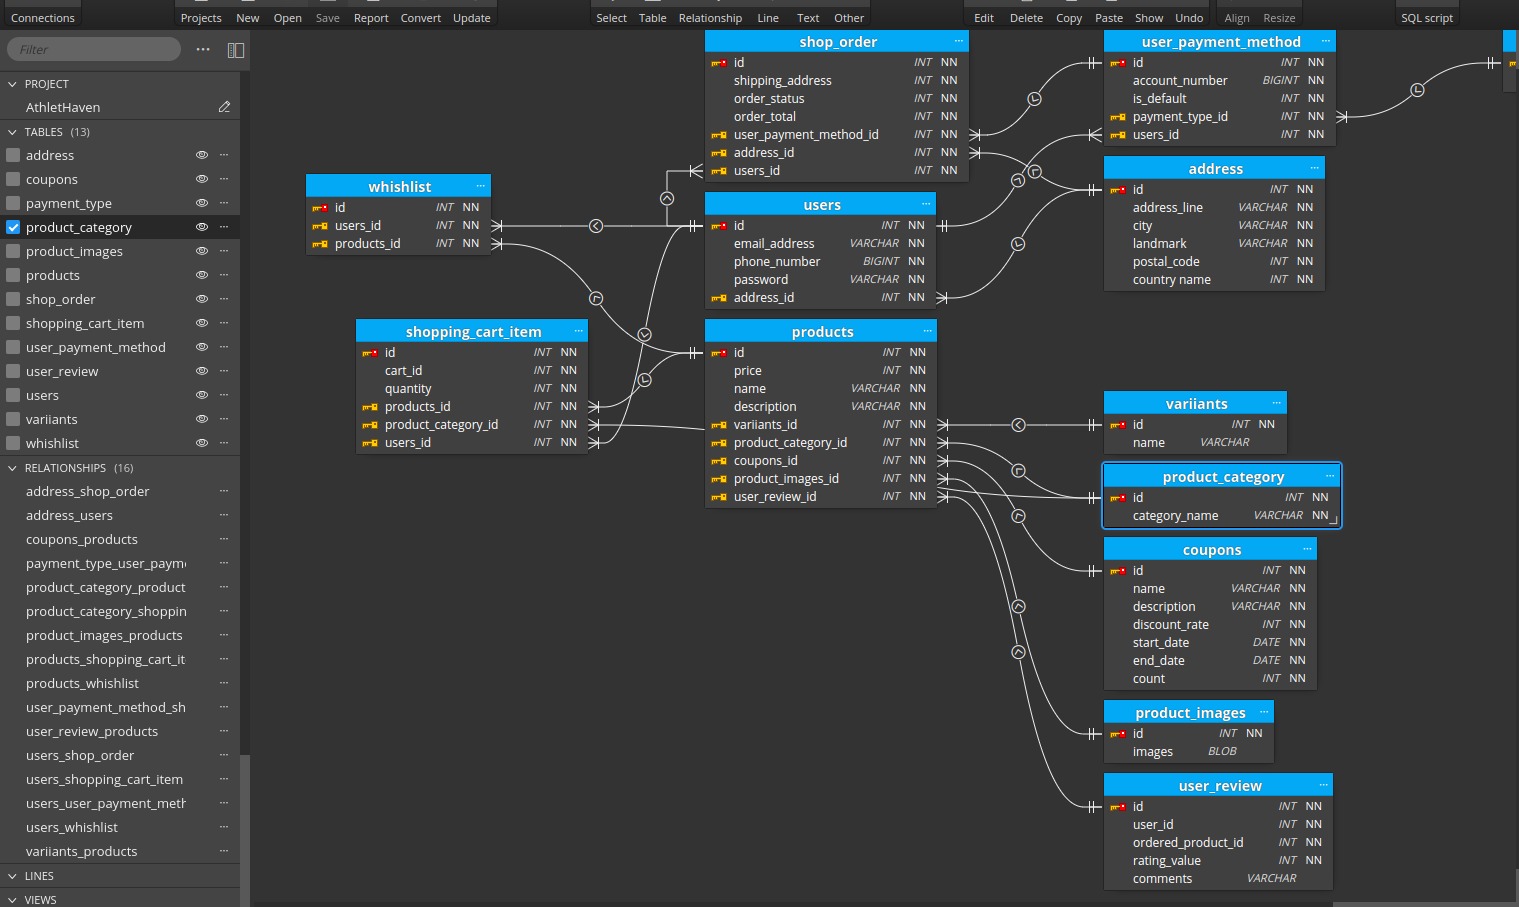 Connections
Projects New Open Save Report Convert Update
Select Table Relationship Line Text Other
Edit Delete Copy Paste Show Undo
Align Resize
SQL script
Filter
PROJECT
AthletHaven
TABLES (13)
address
coupons
payment_type
product_category
product_images
products
shop_order
shopping_cart_item
user_payment_method
user_review
users
variiants
whishlist
RELATIONSHIPS (16)
address_shop_order
address_users
coupons_products
payment_type_user_paym
product_category_product
product_category_shoppin
product_images_products
products_shopping_cart_it
products_whishlist
user_payment_method_sh
user_review_products
users_shop_order
users_shopping_cart_item
users_user_payment_meth
users_whishlist
variiants_products
LINES
VIEWS
whishlist
id INT NN
users_id INT NN
products_id INT NN
shopping_cart_item
id INT NN
cart_id INT NN
quantity INT NN
products_id INT NN
product_category_id INT NN
users_id INT NN
shop_order
id INT NN
shipping_address INT NN
order_status INT NN
order_total INT NN
user_payment_method_id INT NN
address_id INT NN
users_id INT NN
users
id INT NN
email_address VARCHAR NN
phone_number BIGINT NN
password VARCHAR NN
address_id INT NN
products
id INT NN
price INT NN
name VARCHAR NN
description VARCHAR NN
variiants_id INT NN
product_category_id INT NN
coupons_id INT NN
product_images_id INT NN
user_review_id INT NN
user_payment_method
id INT NN
account_number BIGINT NN
is_default INT NN
payment_type_id INT NN
users_id INT NN
address
id INT NN
address_line VARCHAR NN
city VARCHAR NN
landmark VARCHAR NN
postal_code INT NN
country name INT NN
variiants
id INT NN
name VARCHAR
product_category
id INT NN
category_name VARCHAR NN
coupons
id INT NN
name VARCHAR NN
description VARCHAR NN
discount_rate INT NN
start_date DATE NN
end_date DATE NN
count INT NN
product_images
id INT NN
images BLOB
user_review
id INT NN
user_id INT NN
ordered_product_id INT NN
rating_value INT NN
comments VARCHAR